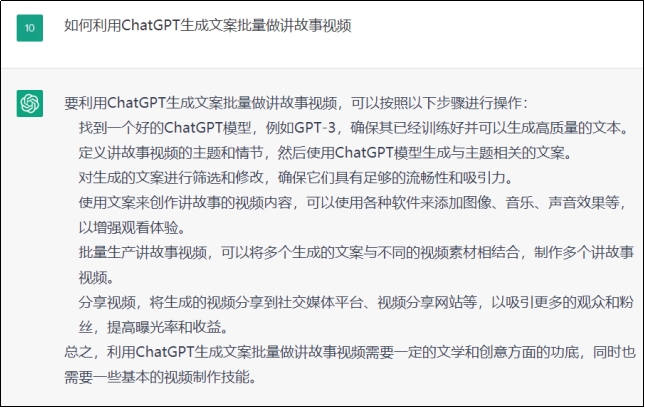 10
如何利用ChatGPT生成文案批量做讲故事视频
要利用ChatGPT生成文案批量做讲故事视频，可以按照以下步骤进行操作：
找到一个好的ChatGPT模型，例如GPT-3，确保其已经训练好并可以生成高质量的文本。
定义讲故事视频的主题和情节，然后使用ChatGPT模型生成与主题相关的文案。
对生成的文案进行筛选和修改，确保它们具有足够的流畅性和吸引力。
使用文案来创作讲故事的视频内容，可以使用各种软件来添加图像、音乐、声音效果等，
以增强观看体验。
批量生产讲故事视频，可以将多个生成的文案与不同的视频素材相结合，制作多个讲故事
视频。
分享视频，将生成的视频分享到社交媒体平台、视频分享网站等，以吸引更多的观众和粉
丝，提高曝光率和收益。
总之，利用ChatGPT生成文案批量做讲故事视频需要一定的文学和创意方面的功底，同时也
需要一些基本的视频制作技能。